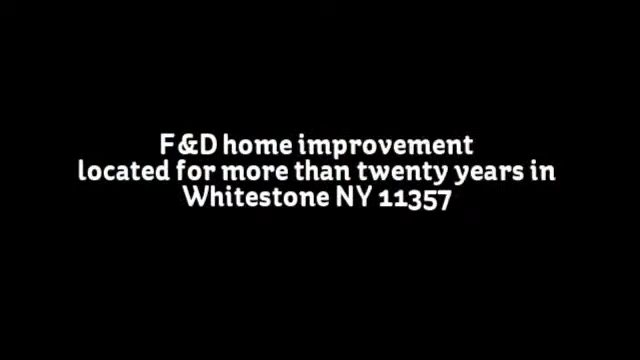 F&D home improvement
located for more than twenty years in
Whitestone NY 11357